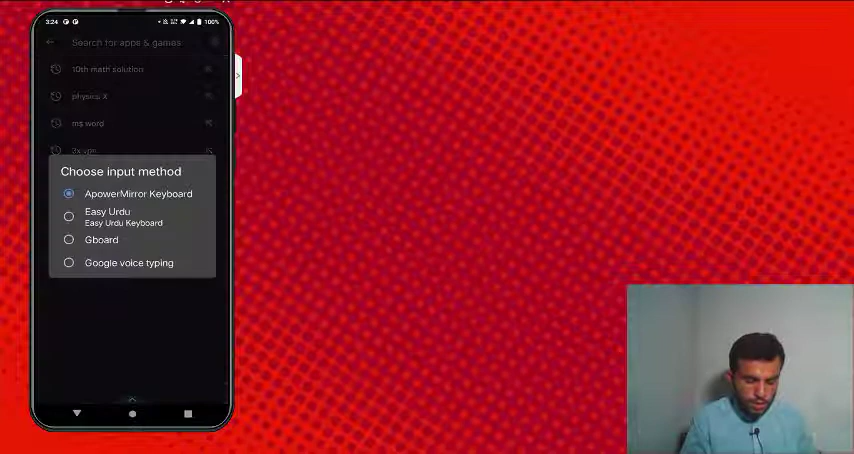 3:24
100%
Search for apps & games
10th math solution
physics X
ms word
Choose input method
ApowerMirror Keyboard
Easy Urdu
Easy Urdu Keyboard
Gboard
Google voice typing